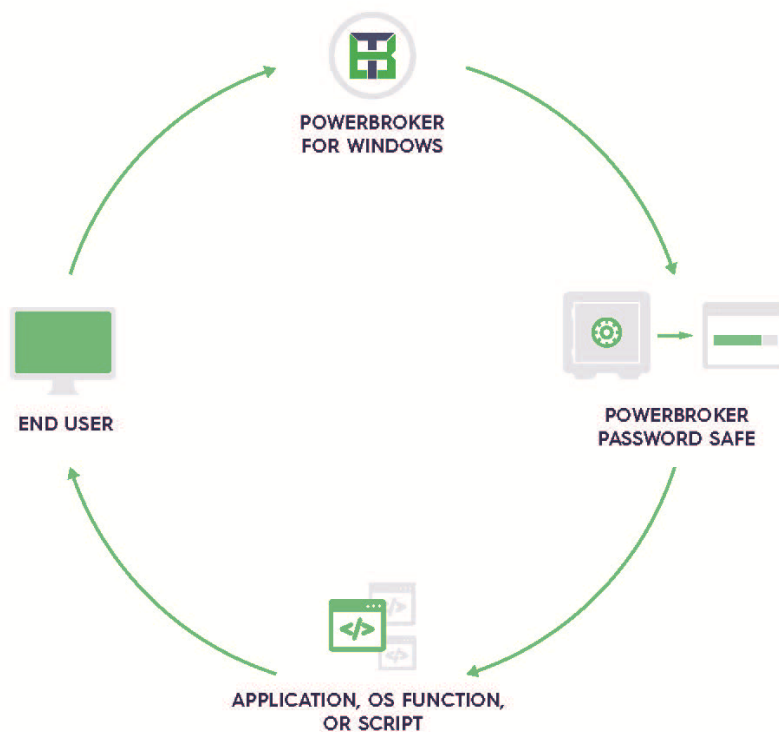 POWERBROKER
FOR WINDOWS
END USER
POWERBROKER
PASSWORD SAFE
</>
</>
</>
APPLICATION, OS FUNCTION,
OR SCRIPT